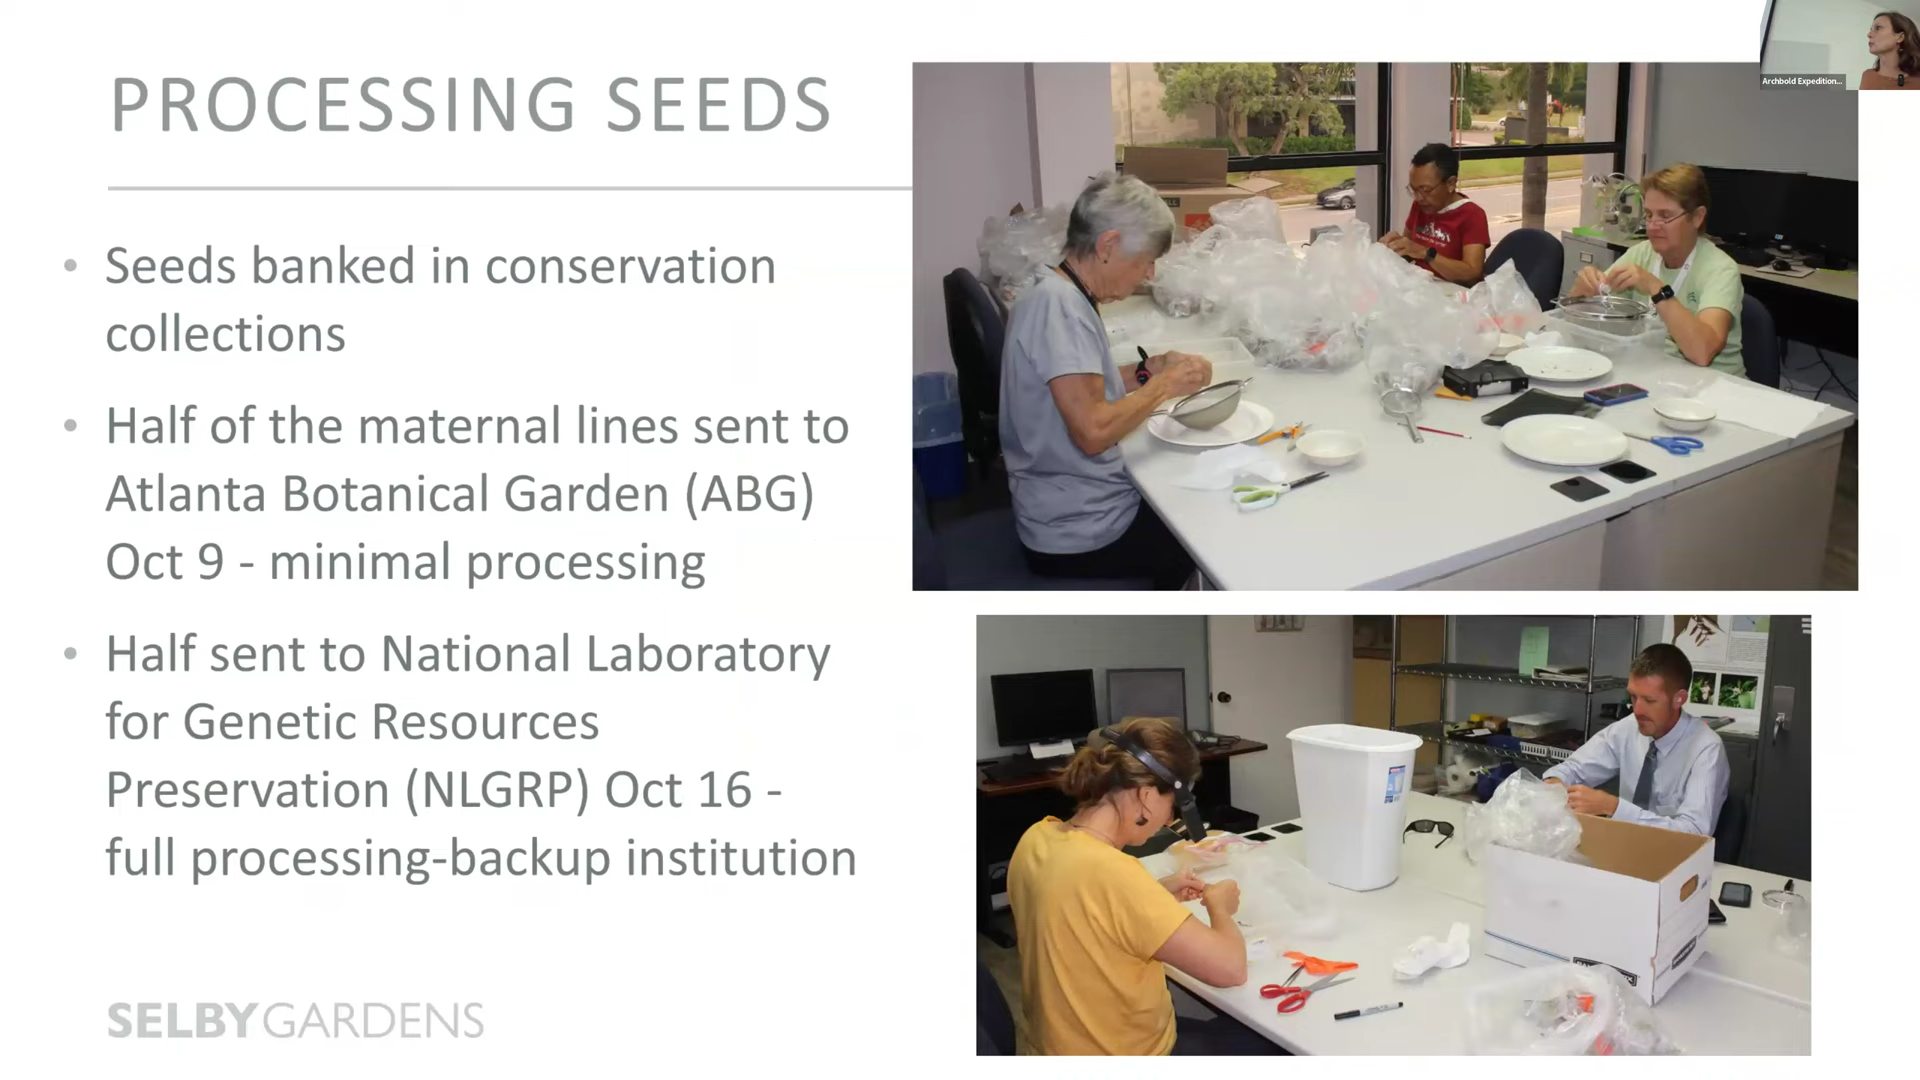 PROCESSING SEEDS
Archbold Expedition...
• Seeds banked in conservation
collections
• Half of the maternal lines sent to
Atlanta Botanical Garden (ABG)
Oct 9 - minimal processing
• Half sent to National Laboratory
for Genetic Resources
Preservation (NLGRP) Oct 16 -
full processing-backup institution
SELBYGARDENS